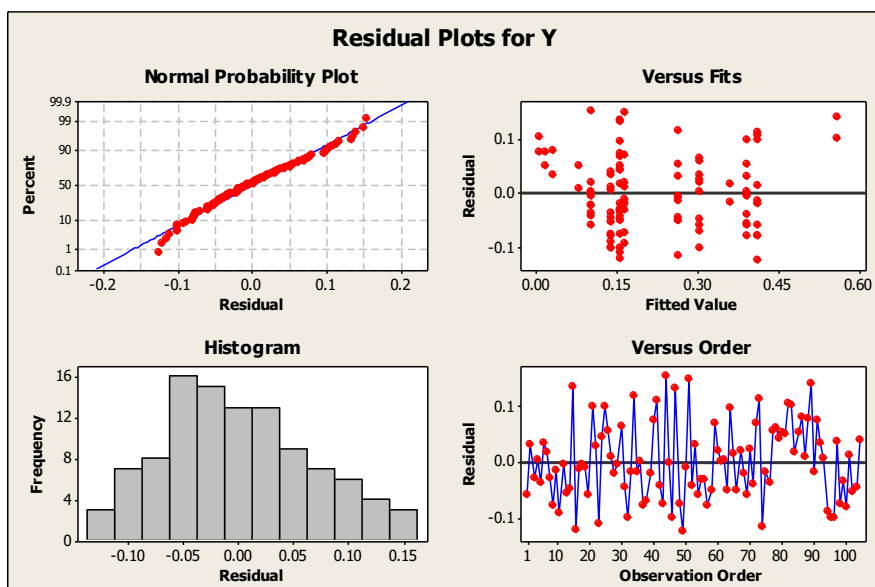 Residual Plots for Y
Normal Probability Plot
99.9
99
90
50
10
1
0.1
Percent
-0.2 -0.1 0.0 0.1 0.2
Residual
Versus Fits
0.1
0.0
-0.1
Residual
0.00 0.15 0.30 0.45 0.60
Fitted Value
Histogram
16
12
8
4
0
Frequency
-0.10 -0.05 0.00 0.05 0.10 0.15
Residual
Versus Order
0.1
0.0
-0.1
Residual
1 10 20 30 40 50 60 70 80 90 100
Observation Order